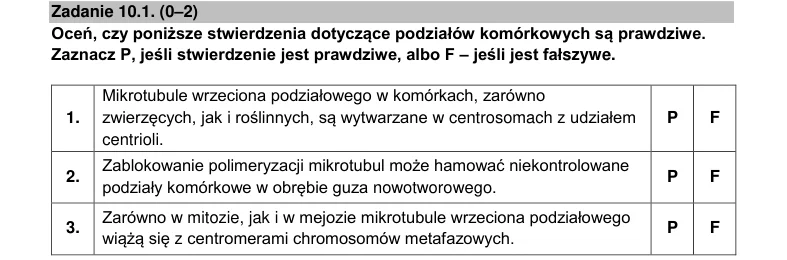 Zadanie 10.1. (0–2)
Oceń, czy poniższe stwierdzenia dotyczące podziałów komórkowych są prawdziwe.
Zaznacz P, jeśli stwierdzenie jest prawdziwe, albo F – jeśli jest fałszywe.
1. Mikrotubule wrzeciona podziałowego w komórkach, zarówno
zwierzęcych, jak i roślinnych, są wytwarzane w centrosomach z udziałem
centrioli. P F
2. Zablokowanie polimeryzacji mikrotubul może hamować niekontrolowane
podziały komórkowe w obrębie guza nowotworowego. P F
3. Zarówno w mitozie, jak i w mejozie mikrotubule wrzeciona podziałowego
wiążą się z centromerami chromosomów metafazowych. P F